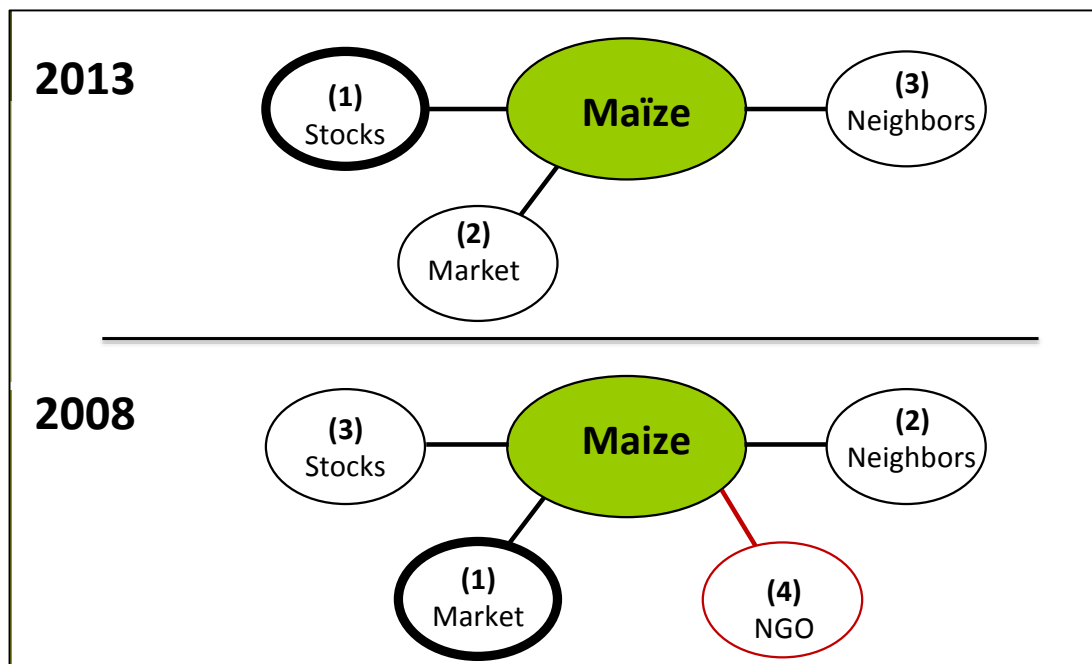 2013
(1)
Stocks
Maïze
(3)
Neighbors
(2)
Market
2008
(3)
Stocks
Maize
(2)
Neighbors
(1)
Market
(4)
NGO